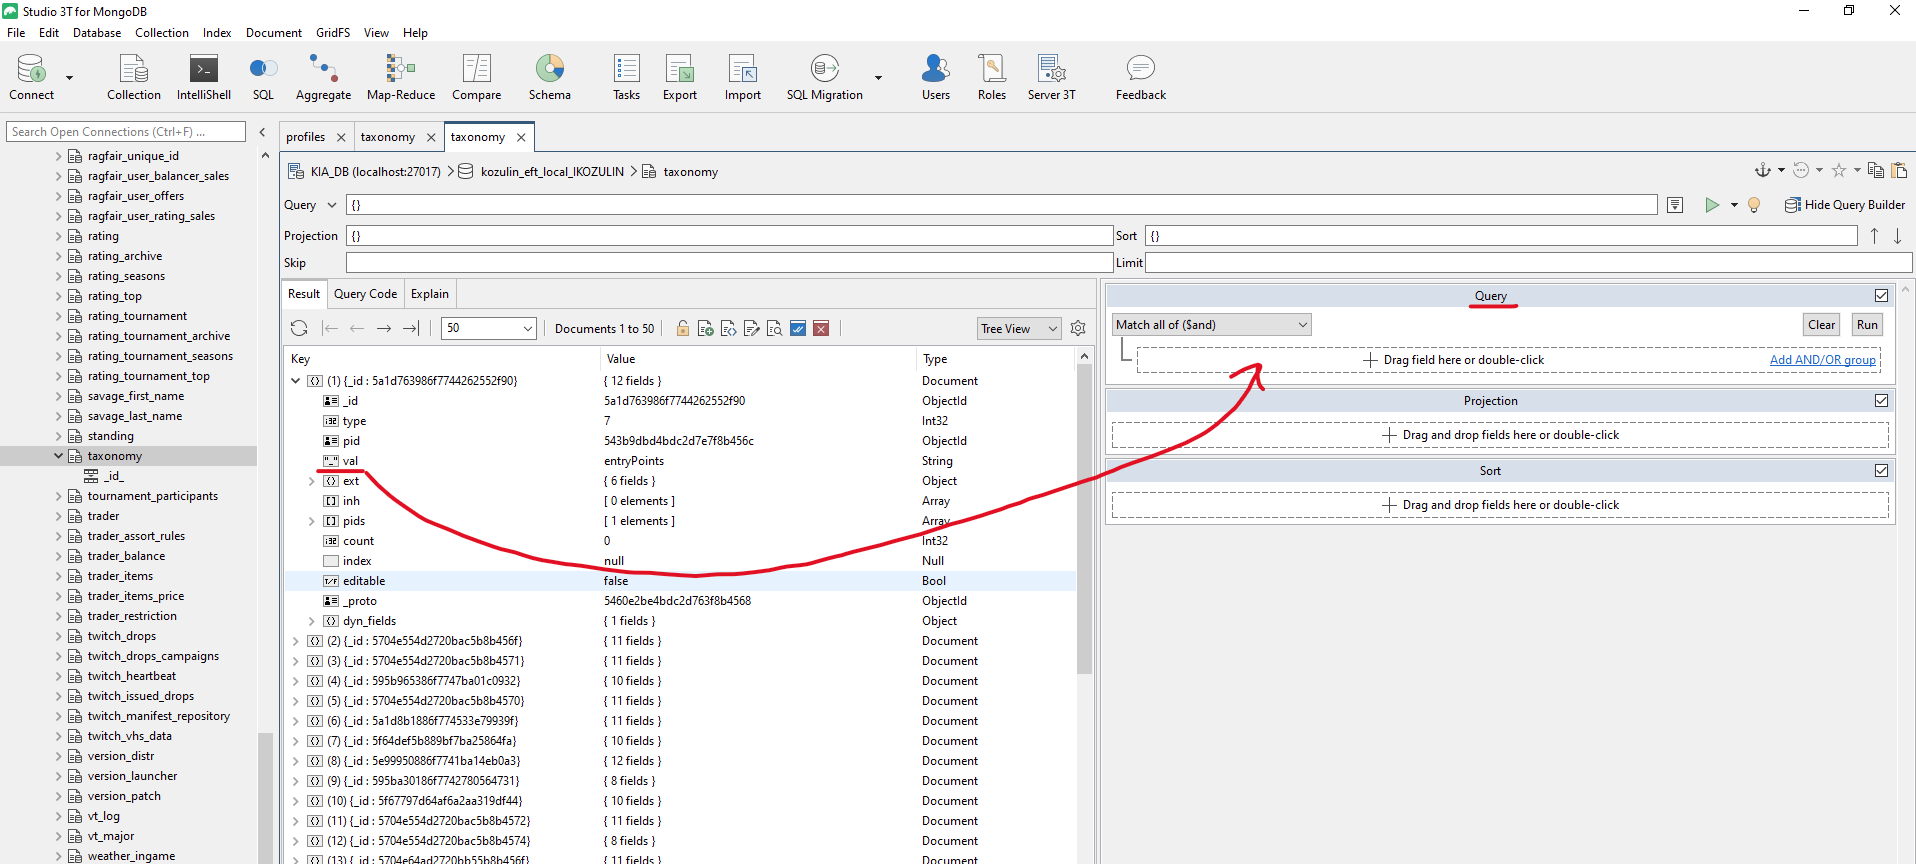 Studio 3T for MongoDB
File Edit Database Collection Index Document GridFS View Help
Connect Collection IntelliShell SQL Aggregate Map-Reduce Compare Schema Tasks Export Import SQL Migration Users Roles Server 3T Feedback
Search Open Connections (Ctrl+F) ...
ragfair_unique_id
ragfair_user_balancer_sales
ragfair_user_offers
ragfair_user_rating_sales
rating
rating_archive
rating_seasons
rating_top
rating_tournament
rating_tournament_archive
rating_tournament_seasons
rating_tournament_top
savage_first_name
savage_last_name
standing
taxonomy
_id_
tournament_participants
trader
trader_assort_rules
trader_balance
trader_items
trader_items_price
trader_restriction
twitch_drops
twitch_drops_campaigns
twitch_heartbeat
twitch_issued_drops
twitch_manifest_repository
twitch_vhs_data
version_distr
version_launcher
version_patch
vt_log
vt_major
weather_ingame
profiles taxonomy taxonomy
KIA_DB (localhost:27017) kozulin_eft_local_IKOZULIN taxonomy
Query {} Hide Query Builder
Projection {} Sort {}
Skip Limit
Result Query Code Explain
50 Documents 1 to 50 Tree View
Key Value Type
(1) {_id : 5a1d763986f7744262552f90} { 12 fields } Document
_id 5a1d763986f7744262552f90 ObjectId
type 7 Int32
pid 543b9dbd4bdc2d7e7f8b456c ObjectId
val entryPoints String
ext { 6 fields } Object
inh [ 0 elements ] Array
pids [ 1 elements ] Array
count 0 Int32
index null Null
editable false Bool
_proto 5460e2be4bdc2d763f8b4568 ObjectId
dyn_fields { 1 fields } Object
(2) {_id : 5704e554d2720bac5b8b456f} { 11 fields } Document
(3) {_id : 5704e554d2720bac5b8b4571} { 11 fields } Document
(4) {_id : 595b965386f7747ba01c0932} { 10 fields } Document
(5) {_id : 5704e554d2720bac5b8b4570} { 11 fields } Document
(6) {_id : 5a1d8b1886f774533e79939f} { 11 fields } Document
(7) {_id : 5f64def5b889bf7ba25864fa} { 10 fields } Document
(8) {_id : 5e99950886f7741ba14eb0a3} { 12 fields } Document
(9) {_id : 595ba30186f7742780564731} { 8 fields } Document
(10) {_id : 5f67797d64af6a2aa319df44} { 10 fields } Document
(11) {_id : 5704e554d2720bac5b8b4572} { 11 fields } Document
(12) {_id : 5704e554d2720bac5b8b4574} { 8 fields } Document
(13) {_id : 5704e64ad2720bb55b8b456f} { 11 fields } Document
Query
Match all of ($and) Clear Run
Drag field here or double-click Add AND/OR group
Projection
Drag and drop fields here or double-click
Sort
Drag and drop fields here or double-click